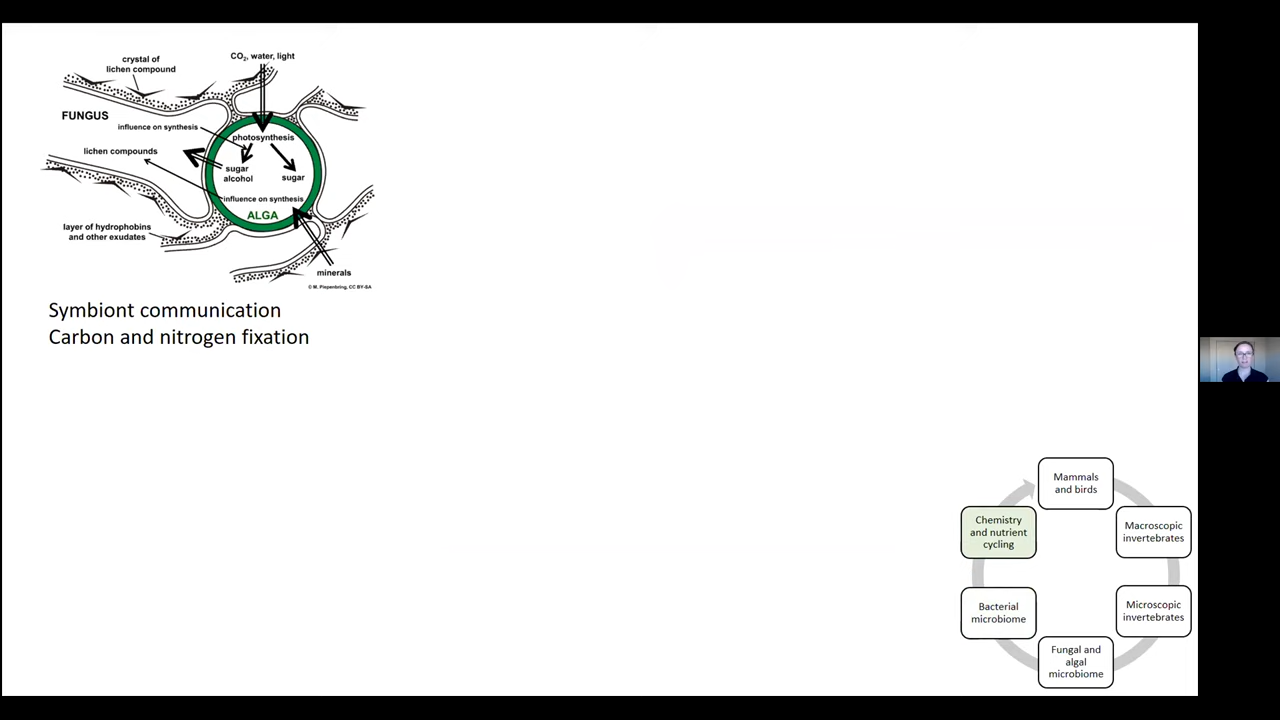 crystal of
lichen compound
CO₂, water, light
FUNGUS
influence on synthesis
photosynthesis
lichen compounds
sugar
alcohol
sugar
influence on synthesis
ALGA
layer of hydrophobins
and other exudates
minerals
© M. Piepenbring, CC BY-SA
Symbiont communication
Carbon and nitrogen fixation
Mammals
and birds
Chemistry
and nutrient
cycling
Macroscopic
invertebrates
Bacterial
microbiome
Microscopic
invertebrates
Fungal and
algal
microbiome